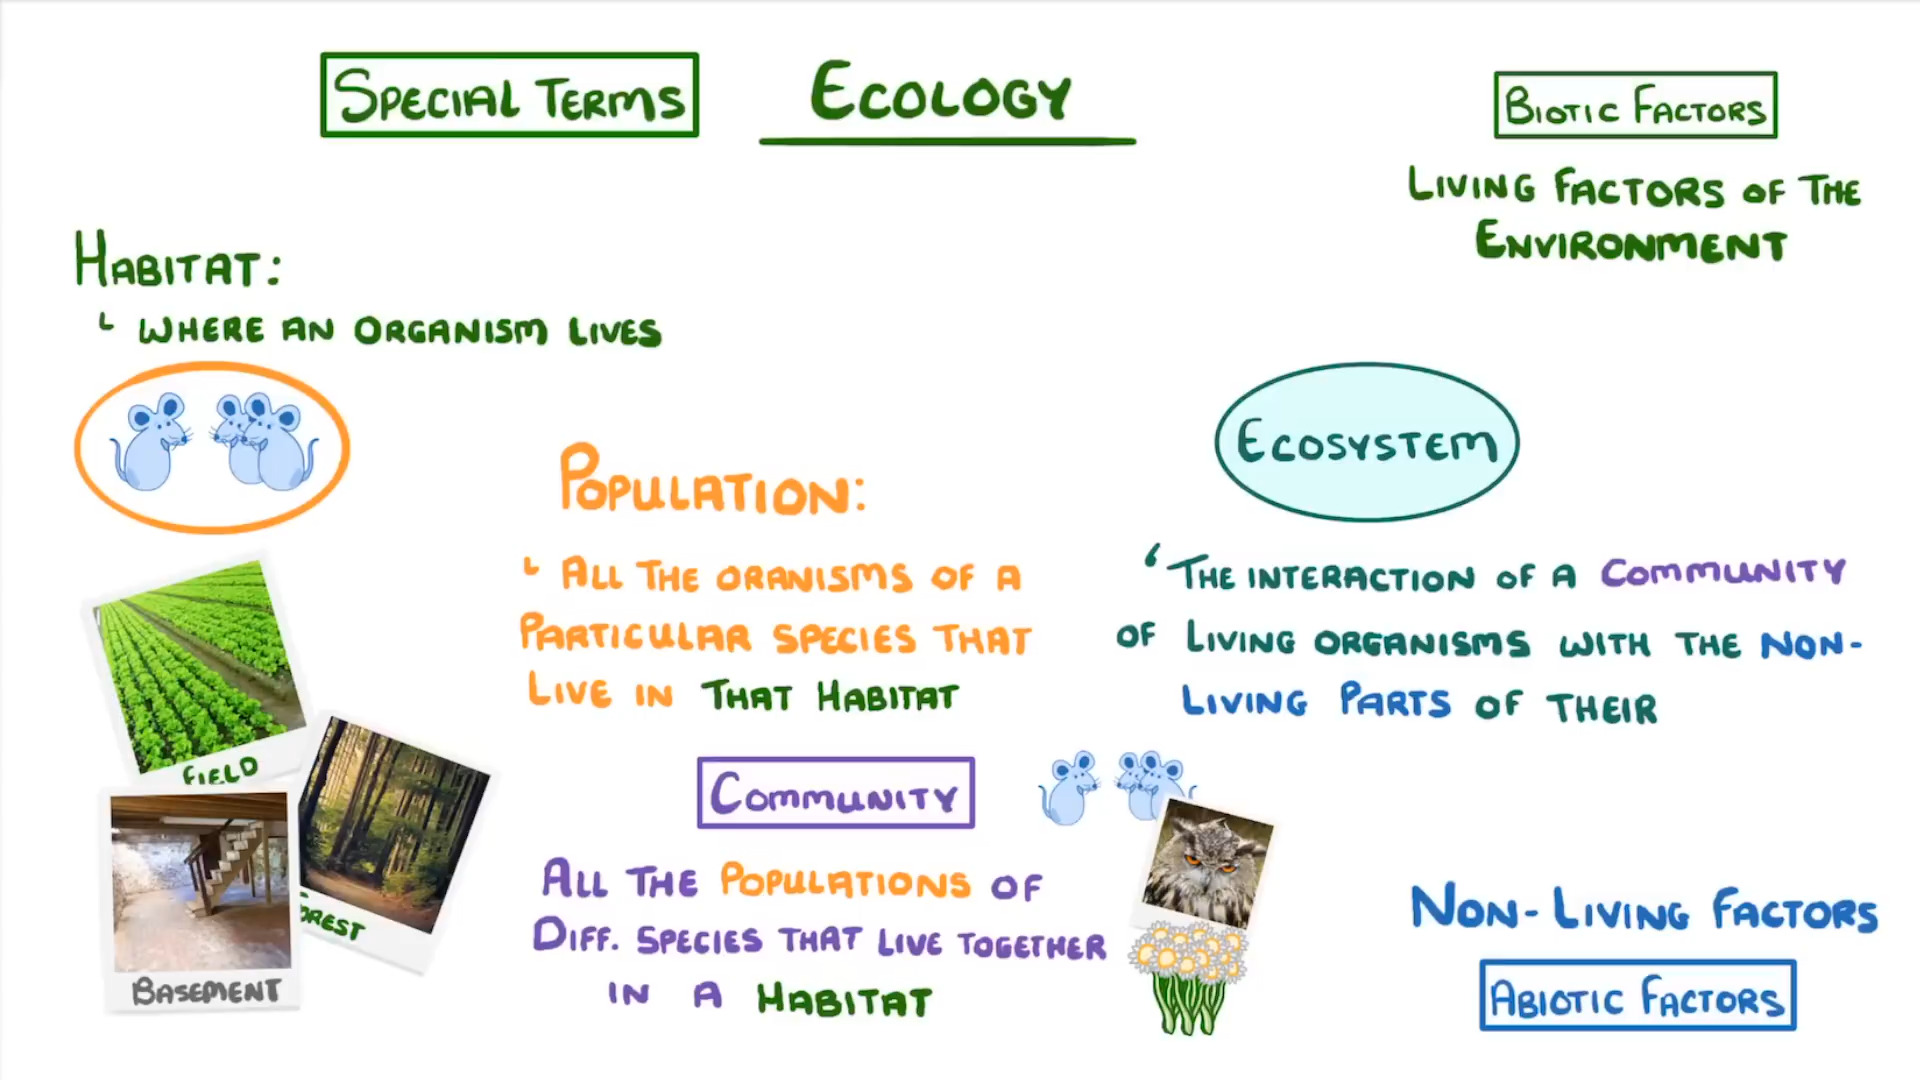 SPECIAL TERMS
ECOLOGY
BIOTIC FACTORS
LIVING FACTORS OF THE
ENVIRONMENT
HABITAT:
WHERE AN ORGANISM LIVES
POPULATION:
ALL THE ORANISMS OF A
PARTICULAR SPECIES THAT
LIVE IN THAT HABITAT
ECOSYSTEM
THE INTERACTION OF A COMMUNITY
OF LIVING ORGANISMS WITH THE NON-
LIVING PARTS OF THEIR
FIELD
FOREST
BASEMENT
COMMUNITY
ALL THE POPULATIONS OF
DIFF. SPECIES THAT LIVE TOGETHER
IN A HABITAT
NON-LIVING FACTORS
ABIOTIC FACTORS